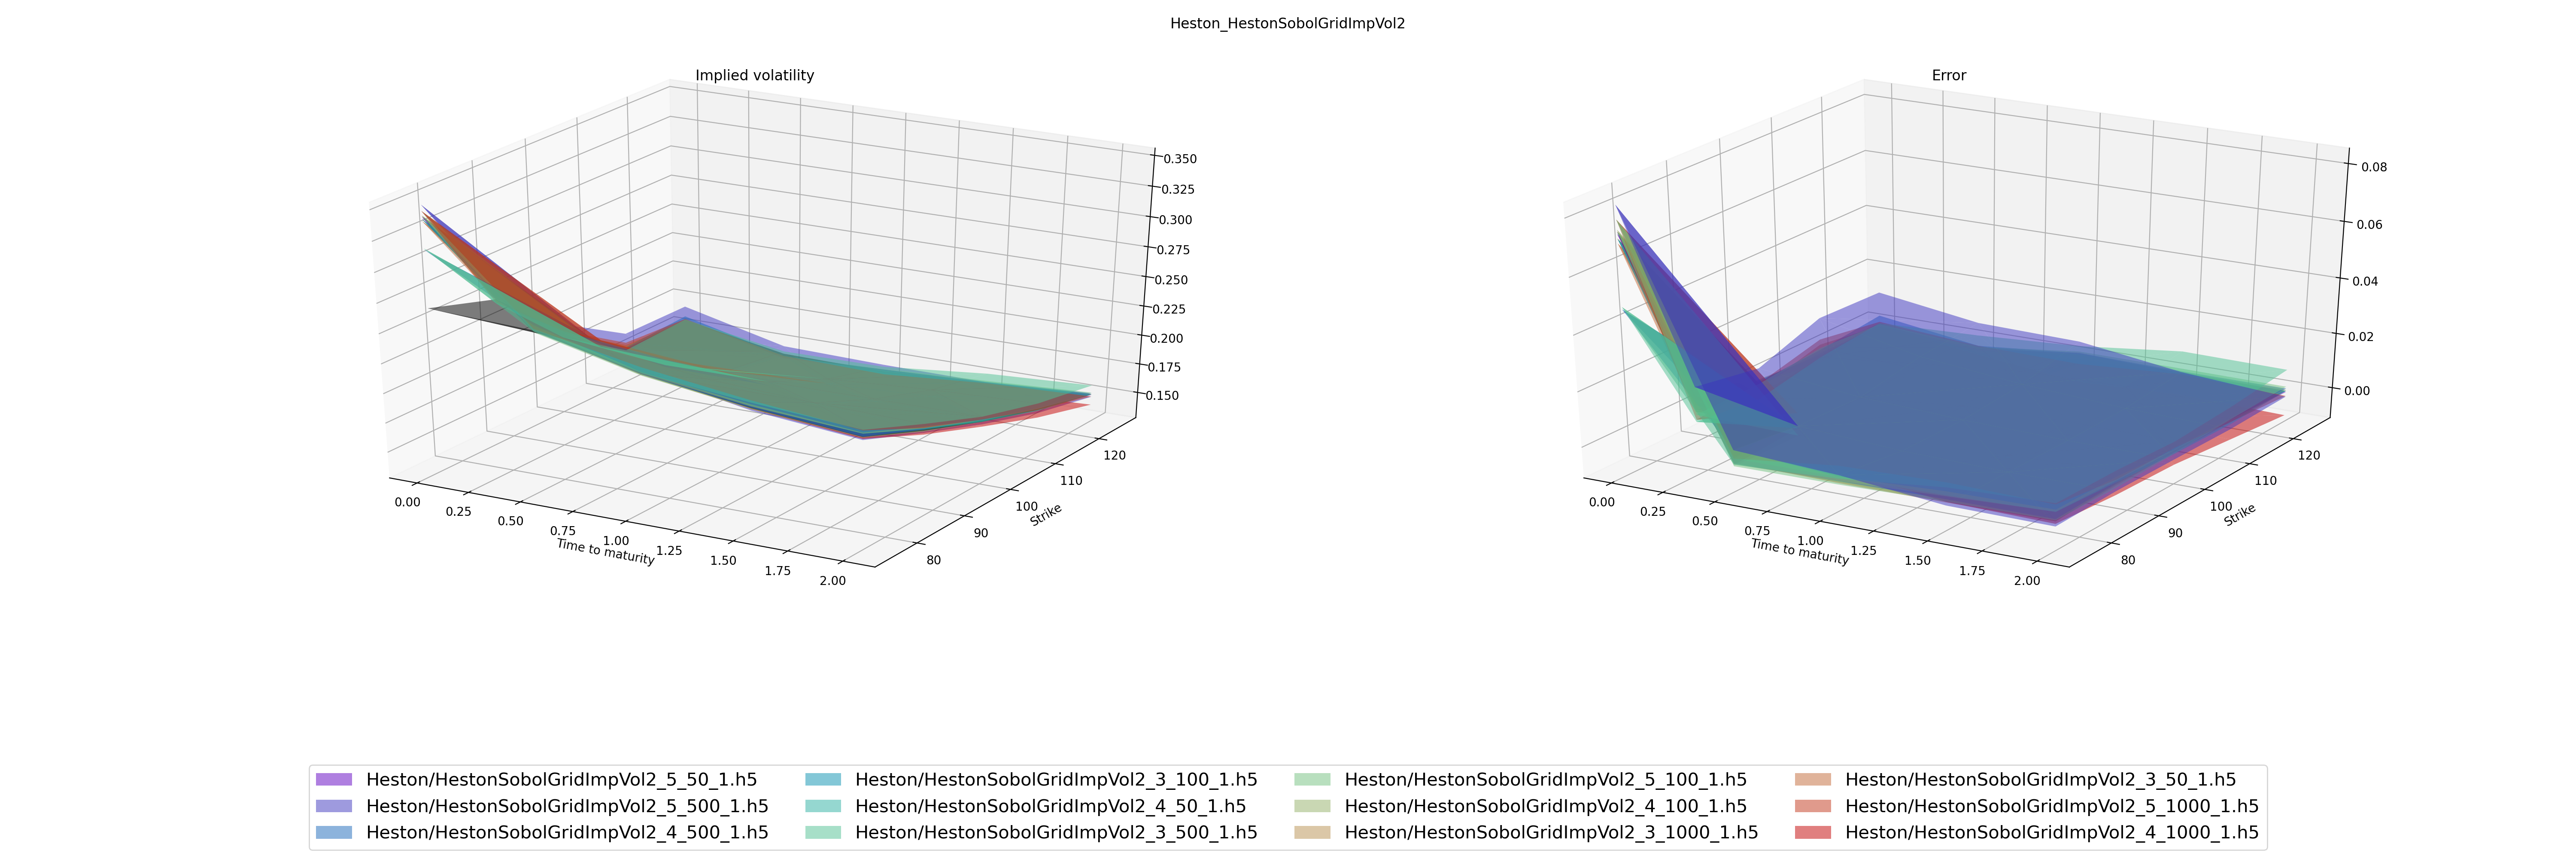 Heston_HestonSobolGridImpVol2
Implied volatility
0.350
0.325
0.300
0.275
0.250
0.225
0.200
0.175
0.150
120
110
100
90
80
Strike
0.00
0.25
0.50
0.75
1.00
1.25
1.50
1.75
2.00
Time to maturity
Error
0.08
0.06
0.04
0.02
0.00
120
110
100
90
80
Strike
0.00
0.25
0.50
0.75
1.00
1.25
1.50
1.75
2.00
Time to maturity
Heston/HestonSobolGridImpVol2_5_50_1.h5
Heston/HestonSobolGridImpVol2_5_500_1.h5
Heston/HestonSobolGridImpVol2_4_500_1.h5
Heston/HestonSobolGridImpVol2_3_100_1.h5
Heston/HestonSobolGridImpVol2_4_50_1.h5
Heston/HestonSobolGridImpVol2_3_500_1.h5
Heston/HestonSobolGridImpVol2_5_100_1.h5
Heston/HestonSobolGridImpVol2_4_100_1.h5
Heston/HestonSobolGridImpVol2_3_1000_1.h5
Heston/HestonSobolGridImpVol2_3_50_1.h5
Heston/HestonSobolGridImpVol2_5_1000_1.h5
Heston/HestonSobolGridImpVol2_4_1000_1.h5